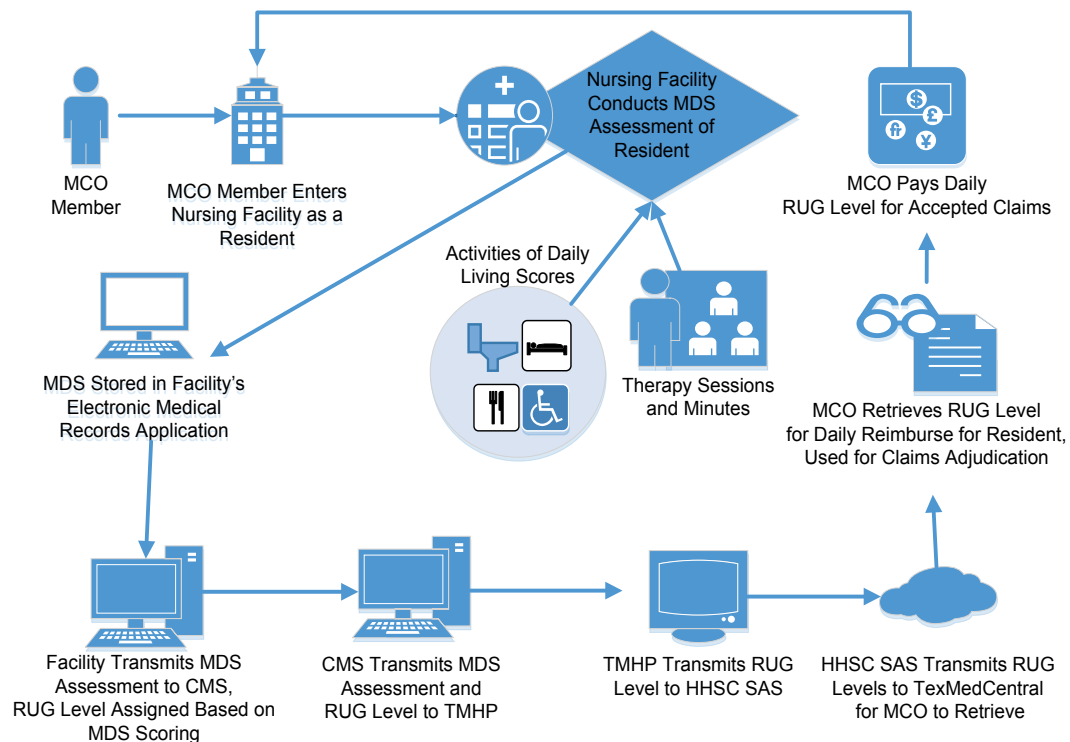 MCO
Member
MCO Member Enters
Nursing Facility as a
Resident
Nursing Facility
Conducts MDS
Assessment of
Resident
$
£
¥
MCO Pays Daily
RUG Level for Accepted Claims
Activities of Daily
Living Scores
Therapy Sessions
and Minutes
MDS Stored in Facility’s
Electronic Medical
Records Application
MCO Retrieves RUG Level
for Daily Reimburse for Resident,
Used for Claims Adjudication
Facility Transmits MDS
Assessment to CMS,
RUG Level Assigned Based on
MDS Scoring
CMS Transmits MDS
Assessment and
RUG Level to TMHP
TMHP Transmits RUG
Level to HHSC SAS
HHSC SAS Transmits RUG
Levels to TexMedCentral
for MCO to Retrieve